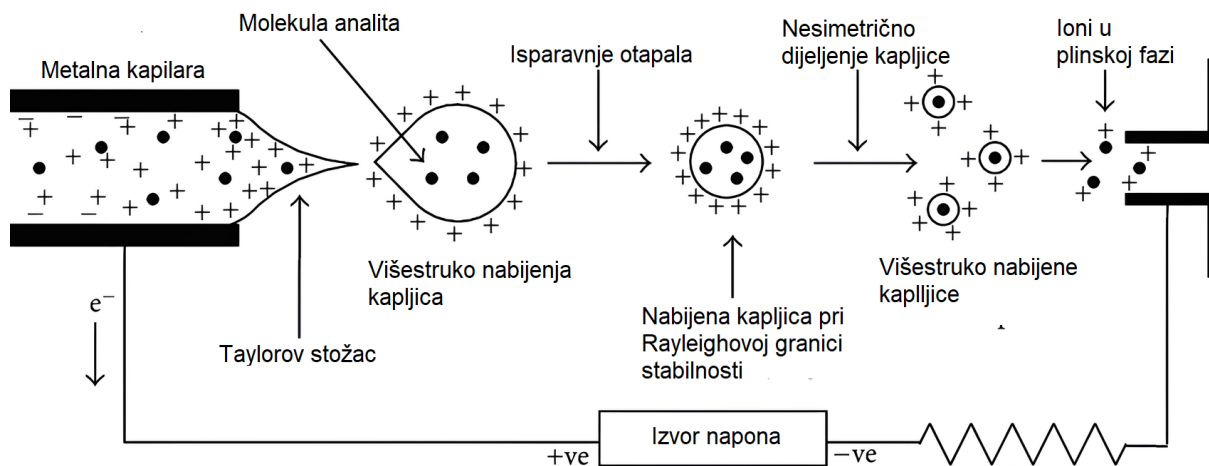 Molekula analita
Metalna kapilara
Isparavnje otapala
Nesimetrično
dijeljenje kapljice
Ioni u
plinskoj fazi
Višestruko nabijenja
kapljica
Taylorov stožac
Nabijena kapljica pri
Rayleighovoj granici
stabilnosti
Višestruko nabijene
kaplljice
e−
+ve
Izvor napona
−ve